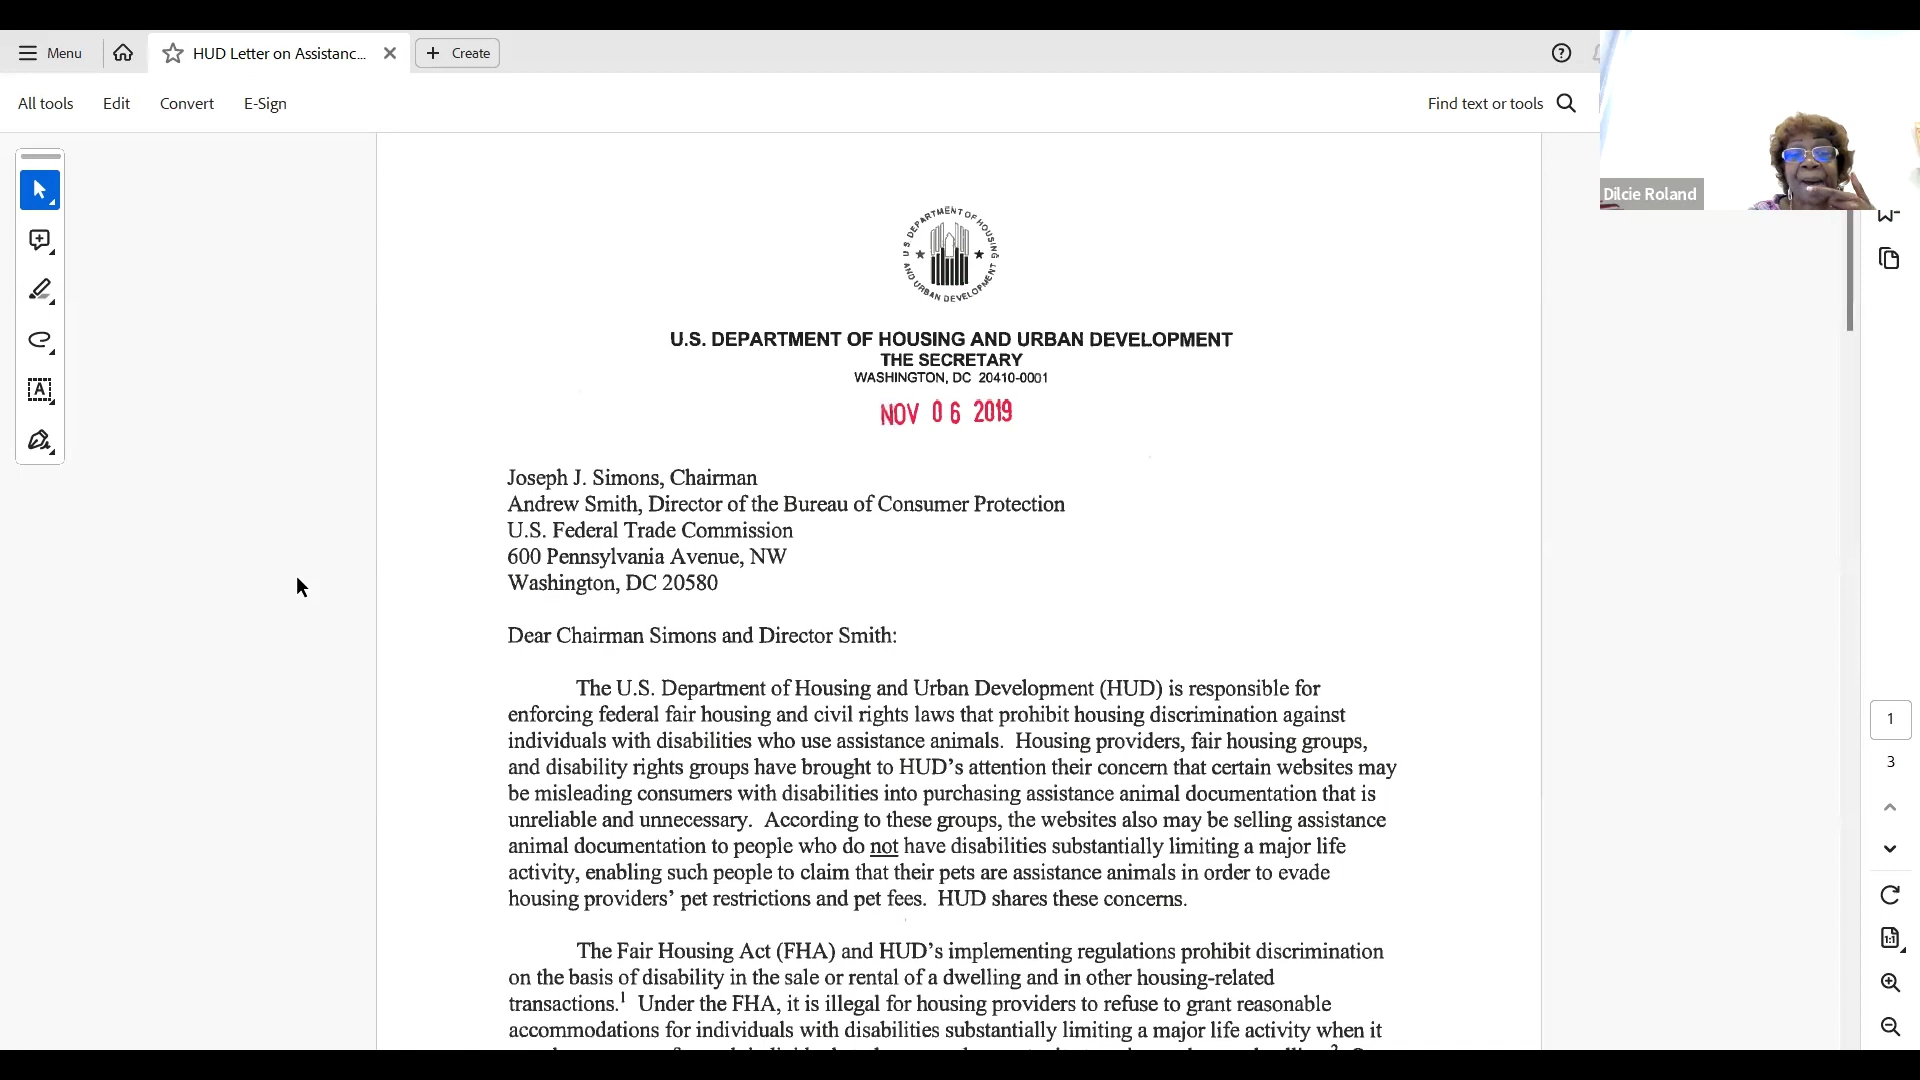 Menu
HUD Letter on Assistanc...
Create
All tools
Edit
Convert
E-Sign
Find text or tools
Dilcie Roland
U.S. DEPARTMENT OF HOUSING AND URBAN DEVELOPMENT
U.S. DEPARTMENT OF HOUSING AND URBAN DEVELOPMENT
THE SECRETARY
WASHINGTON, DC 20410-0001
NOV 06 2019
Joseph J. Simons, Chairman
Andrew Smith, Director of the Bureau of Consumer Protection
U.S. Federal Trade Commission
600 Pennsylvania Avenue, NW
Washington, DC 20580
Dear Chairman Simons and Director Smith:
The U.S. Department of Housing and Urban Development (HUD) is responsible for
enforcing federal fair housing and civil rights laws that prohibit housing discrimination against
individuals with disabilities who use assistance animals. Housing providers, fair housing groups,
and disability rights groups have brought to HUD's attention their concern that certain websites may
be misleading consumers with disabilities into purchasing assistance animal documentation that is
unreliable and unnecessary. According to these groups, the websites also may be selling assistance
animal documentation to people who do not have disabilities substantially limiting a major life
activity, enabling such people to claim that their pets are assistance animals in order to evade
housing providers' pet restrictions and pet fees. HUD shares these concerns.
The Fair Housing Act (FHA) and HUD's implementing regulations prohibit discrimination
on the basis of disability in the sale or rental of a dwelling and in other housing-related
transactions.1 Under the FHA, it is illegal for housing providers to refuse to grant reasonable
accommodations for individuals with disabilities substantially limiting a major life activity when it
1
3